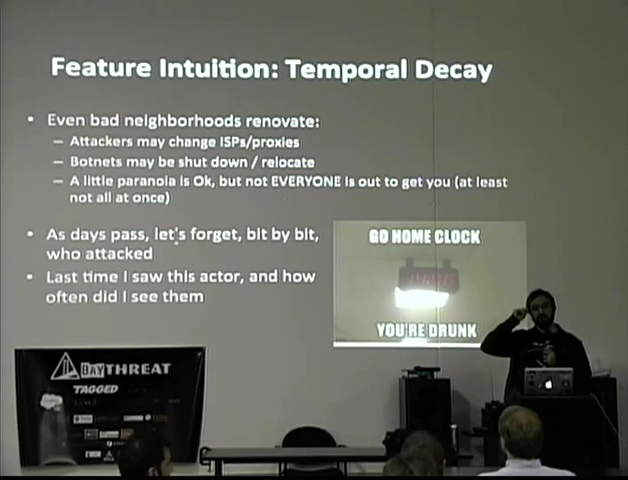 Feature Intuition: Temporal Decay
• Even bad neighborhoods renovate:
– Attackers may change ISPs/proxies
– Botnets may be shut down / relocate
– A little paranoia is Ok, but not EVERYONE is out to get you (at least
not all at once)
• As days pass, let's forget, bit by bit,
who attacked
• Last time I saw this actor, and how
often did I see them
GO HOME CLOCK
YOU'RE DRUNK
BAYTHREAT
TAGGED